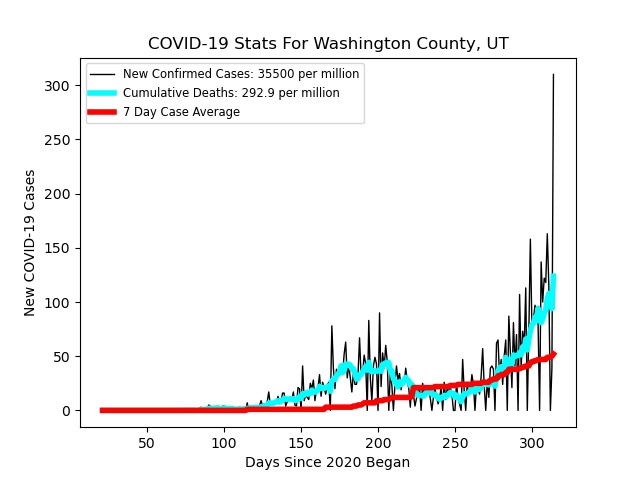 COVID-19 Stats For Washington County, UT
New Confirmed Cases: 35500 per million
Cumulative Deaths: 292.9 per million
7 Day Case Average
300
250
200
150
100
50
0
New COVID-19 Cases
50 100 150 200 250 300
Days Since 2020 Began